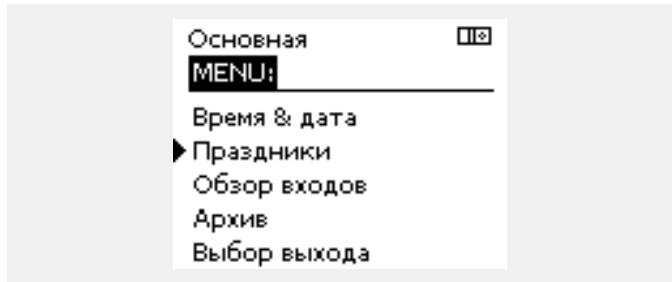 Основная
MENU:
Время & дата
Праздники
Обзор входов
Архив
Выбор выхода